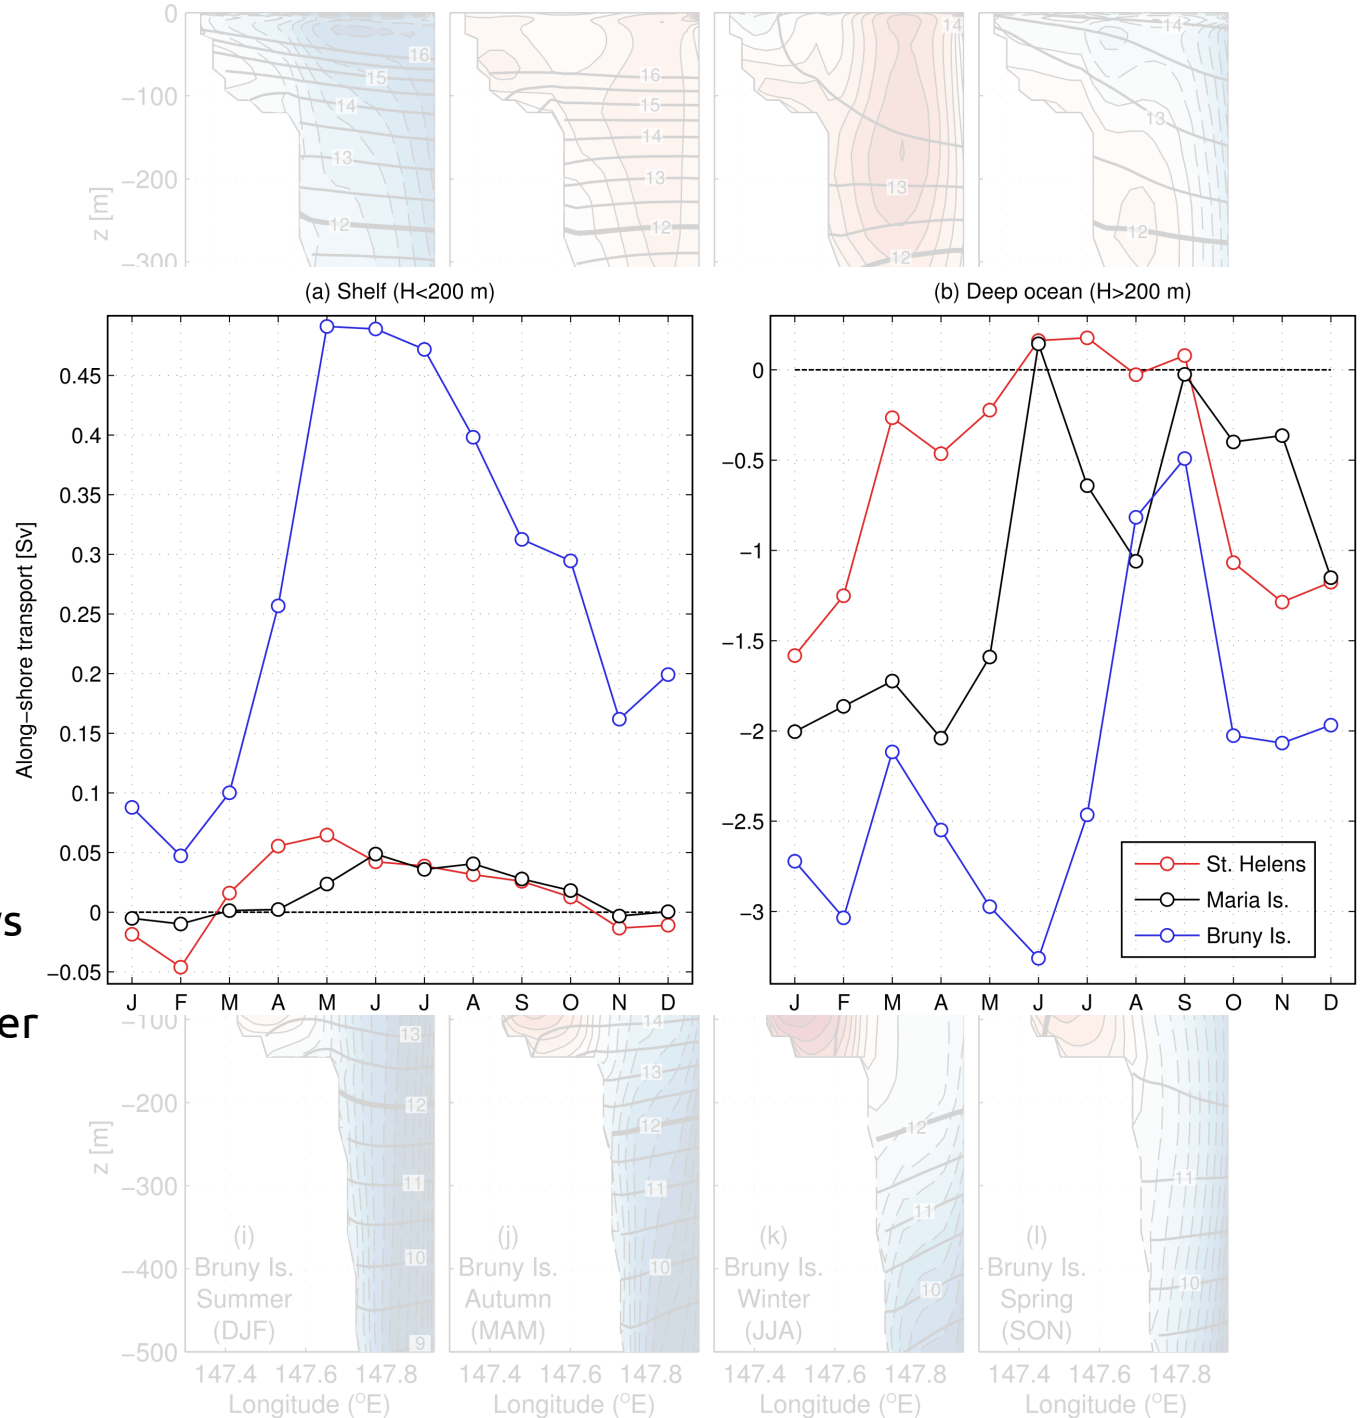 0
−100
−200
−300
z [m]
16
15
14
13
12
16
15
14
13
12
14
13
12
14
13
12
(a) Shelf (H<200 m)
(b) Deep ocean (H>200 m)
Along−shore transport [Sv]
0.45
0.4
0.35
0.3
0.25
0.2
0.15
0.1
0.05
0
−0.05
J F M A M J J A S O N D
0
−0.5
−1
−1.5
−2
−2.5
−3
St. Helens
Maria Is.
Bruny Is.
J F M A M J J A S O N D
er
−100
−200
−300
−400
−500
z [m]
13
12
11
10
9
(i)
Bruny Is.
Summer
(DJF)
14
13
12
11
10
(j)
Bruny Is.
Autumn
(MAM)
12
11
10
(k)
Bruny Is.
Winter
(JJA)
11
10
(l)
Bruny Is.
Spring
(SON)
147.4 147.6 147.8
147.4 147.6 147.8
147.4 147.6 147.8
147.4 147.6 147.8
Longitude (°E)
Longitude (°E)
Longitude (°E)
Longitude (°E)